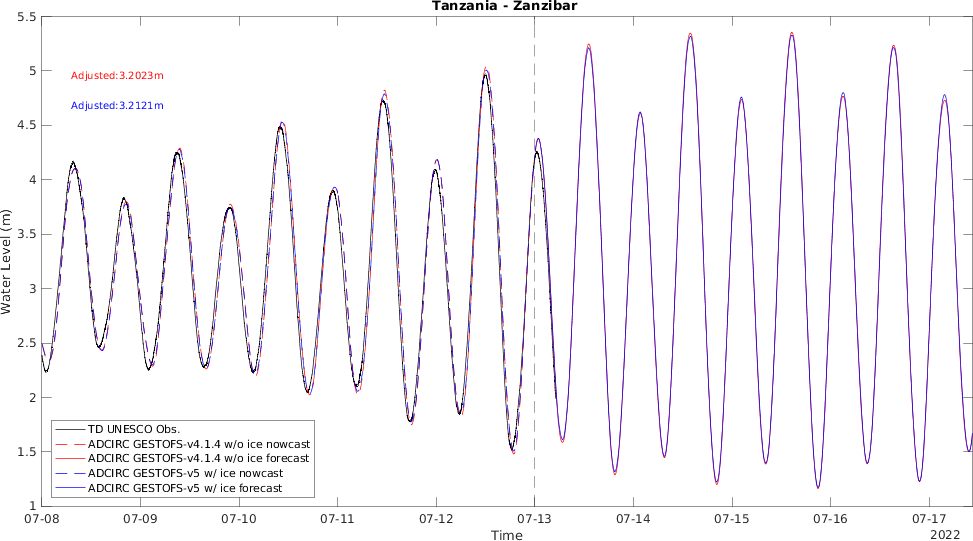 Tanzania - Zanzibar
5.5
5
4.5
4
3.5
3
2.5
2
1.5
1
Water Level (m)
Adjusted:3.2023m
Adjusted:3.2121m
TD UNESCO Obs.
ADCIRC GESTOFS-v4.1.4 w/o ice nowcast
ADCIRC GESTOFS-v4.1.4 w/o ice forecast
ADCIRC GESTOFS-v5 w/ ice nowcast
ADCIRC GESTOFS-v5 w/ ice forecast
07-08 07-09 07-10 07-11 07-12 07-13 07-14 07-15 07-16 07-17
Time
2022